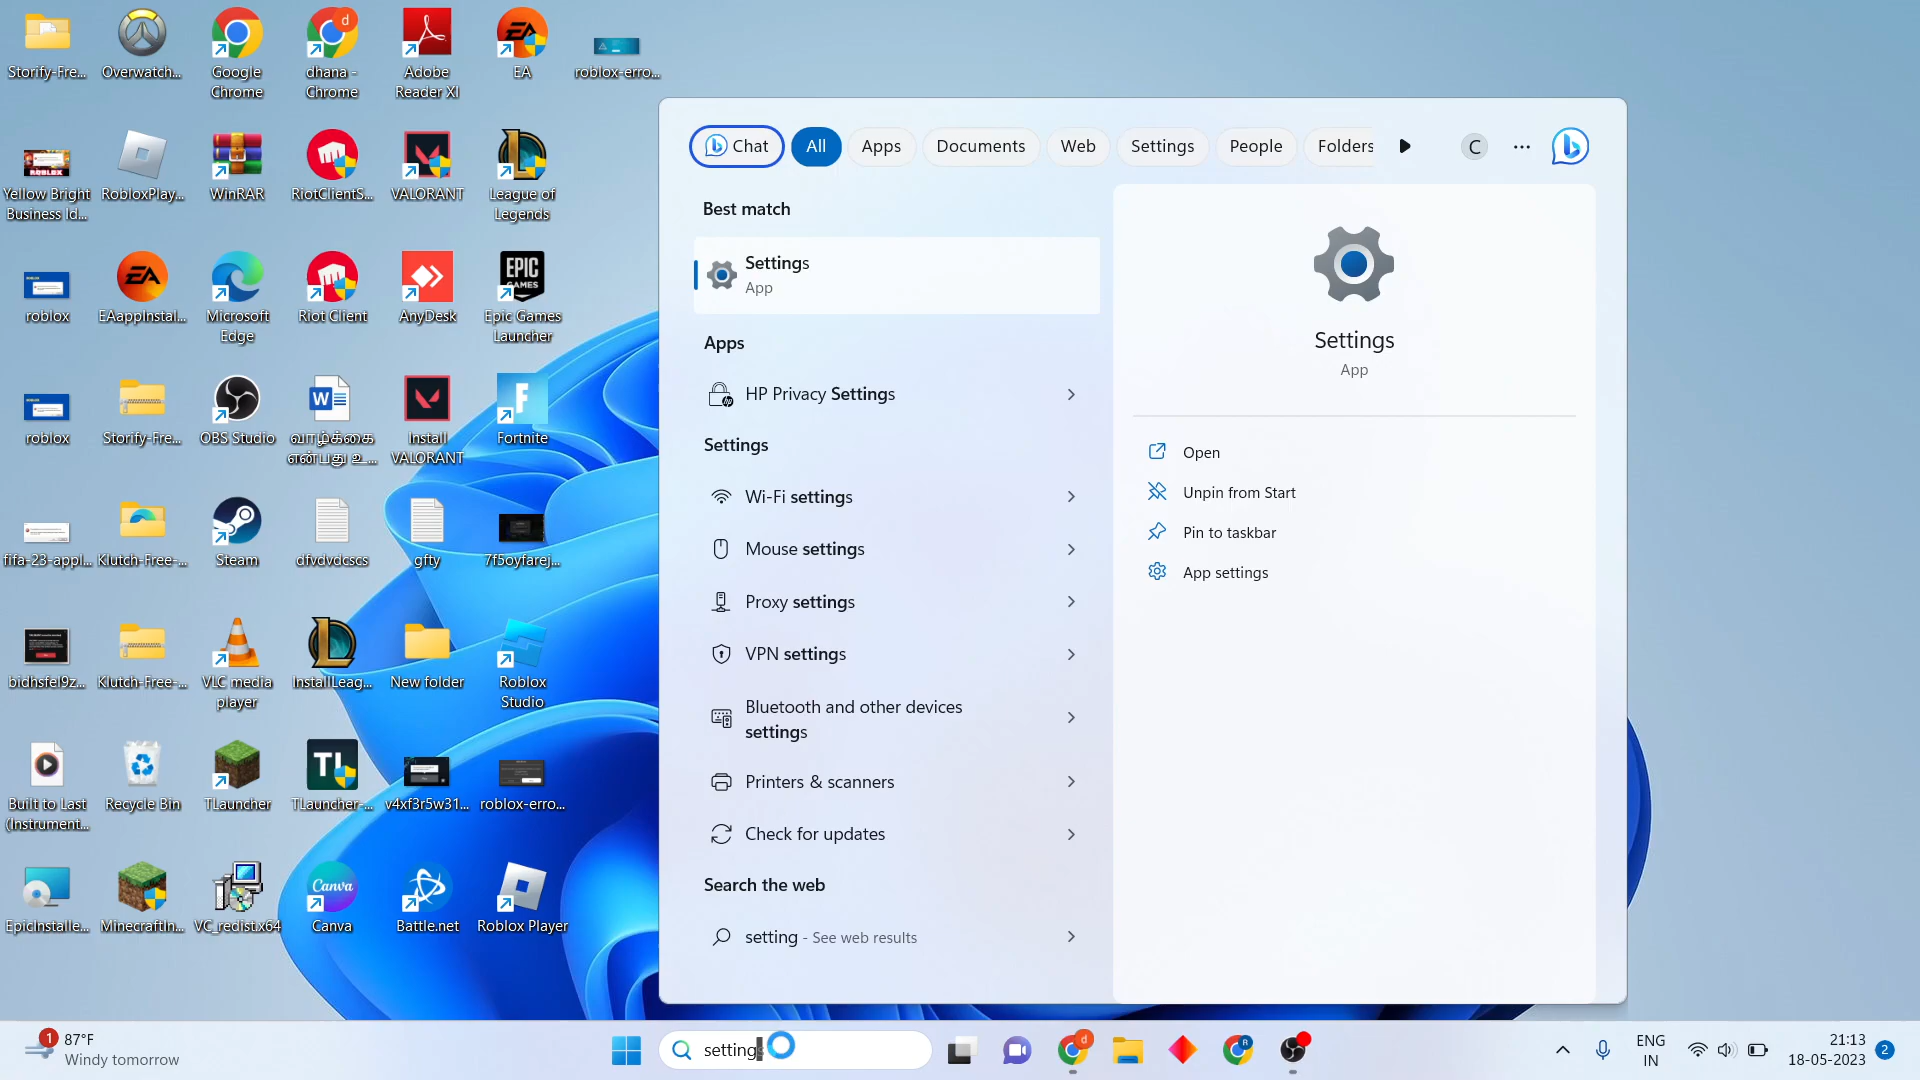 Storify-Fre...
Overwatch...
Google
Chrome
dhana -
Chrome
Adobe
Reader XI
EA
roblox-erro...
Yellow Bright
Business Id...
RobloxPlay...
WinRAR
RiotClientS...
VALORANT
League of
Legends
roblox
EAappInstal...
Microsoft
Edge
Riot Client
AnyDesk
Epic Games
Launcher
roblox
Storify-Fre...
OBS Studio
வாழ்க்கை
என்பது உ...
Install
VALORANT
Fortnite
fifa-23-appl...
Klutch-Free-...
Steam
dfvdvdcscs
gfty
7f5oyfarej...
bidhsfel9z...
Klutch-Free-...
VLC media
player
InstallLeag...
New folder
Roblox
Studio
Built to Last
(Instrument...
Recycle Bin
TLauncher
TLauncher-...
v4xf3r5w31...
roblox-erro...
EpicInstalle...
MinecraftIn...
VC_redist.x64
Canva
Battle.net
Roblox Player
Chat
All
Apps
Documents
Web
Settings
People
Folders
C
Best match
Settings
App
Apps
HP Privacy Settings
Settings
Wi-Fi settings
Mouse settings
Proxy settings
VPN settings
Bluetooth and other devices
settings
Printers & scanners
Check for updates
Search the web
setting - See web results
Settings
App
Open
Unpin from Start
Pin to taskbar
App settings
1
87°F
Windy tomorrow
setting
ENG
IN
21:13
18-05-2023
2